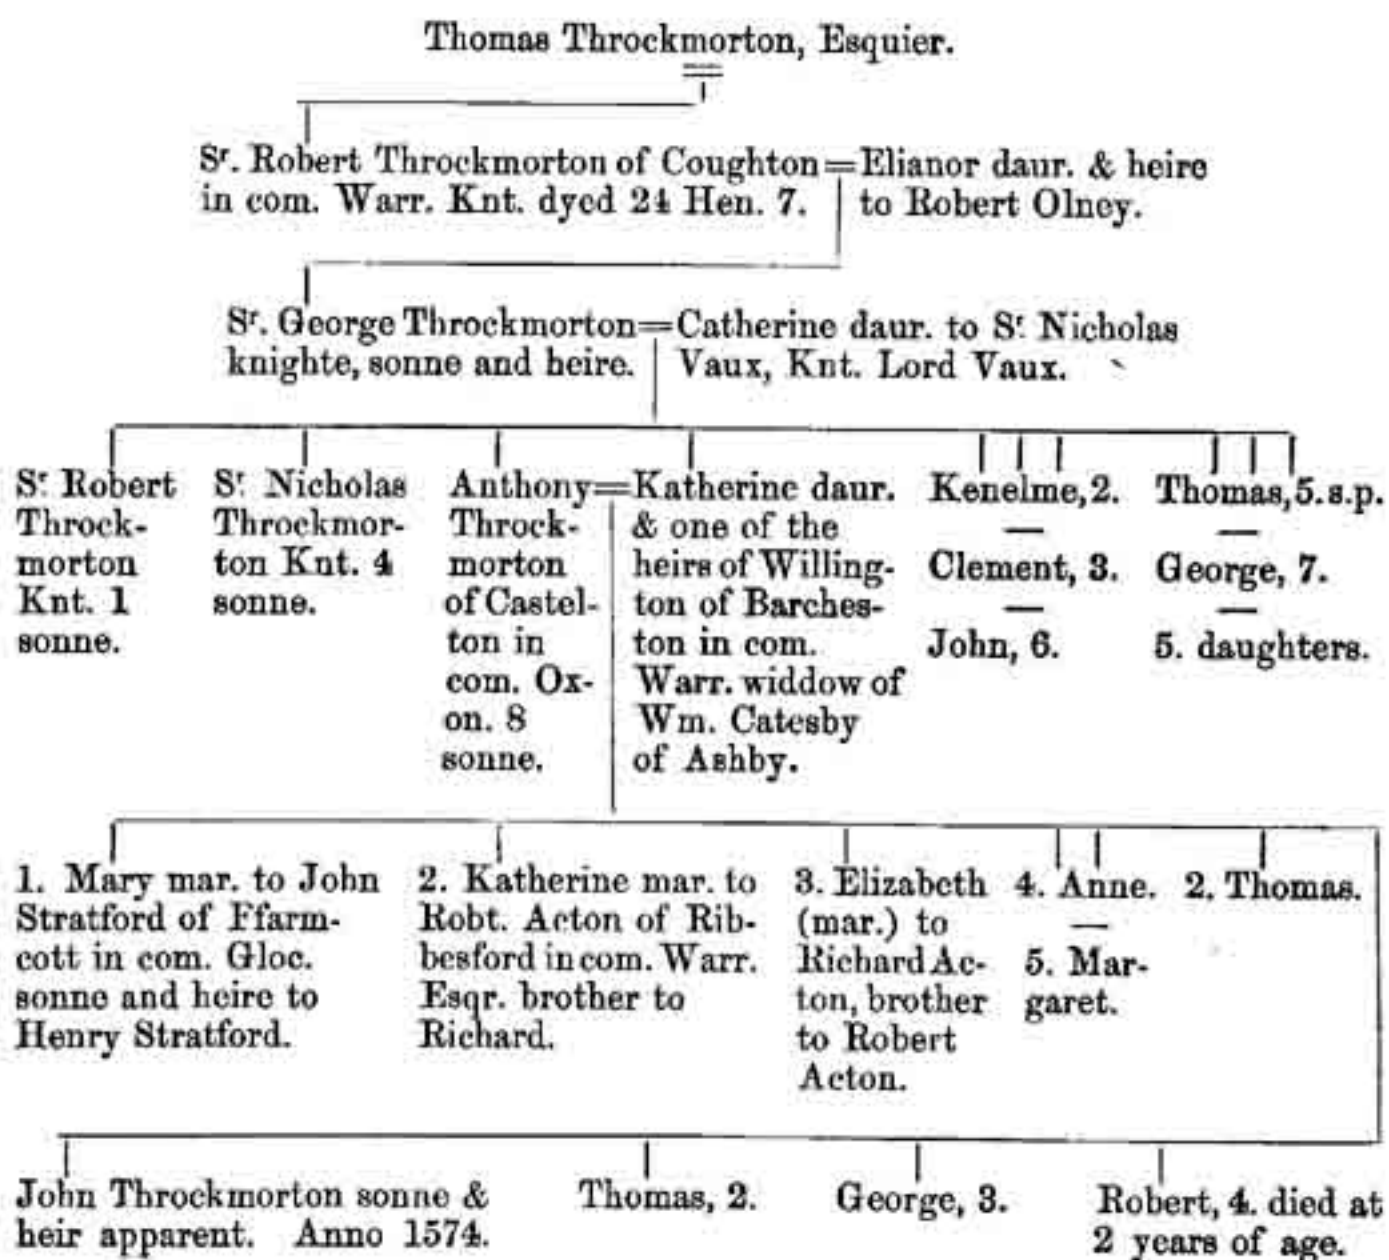 Thomas Throckmorton, Esquier.
Sr. Robert Throckmorton of Coughton=Elianor daur. & heire
in com. Warr. Knt. dyed 24 Hen. 7. to Robert Olney.
Sr. George Throckmorton=Catherine daur. to Sr. Nicholas
knighte, sonne and heire. Vaux, Knt. Lord Vaux.
Sr. Robert
Throck-
morton
Knt. 1
sonne.
Sr. Nicholas
Throckmor-
ton Knt. 4
sonne.
Anthony=
Throck-
morton
of Castel-
ton in
com. Ox-
on. 8
sonne.
Katherine daur.
& one of the
heirs of Willing-
ton of Barches-
ton in com.
Warr. widdow of
Wm. Catesby
of Ashby.
Kenelme, 2.
—
Clement, 3.
—
John, 6.
Thomas, 5. s.p.
—
George, 7.
—
5. daughters.
1. Mary mar. to John
Stratford of Ffarm-
cott in com. Gloc.
sonne and heire to
Henry Stratford.
2. Katherine mar. to
Robt. Acton of Rib-
besford in com. Warr.
Esqr. brother to
Richard.
3. Elizabeth
(mar.) to
Richard Ac-
ton, brother
to Robert
Acton.
4. Anne.
—
5. Mar-
garet.
2. Thomas.
John Throckmorton sonne &
heir apparent. Anno 1574.
Thomas, 2.
George, 3.
Robert, 4. died at
2 years of age.